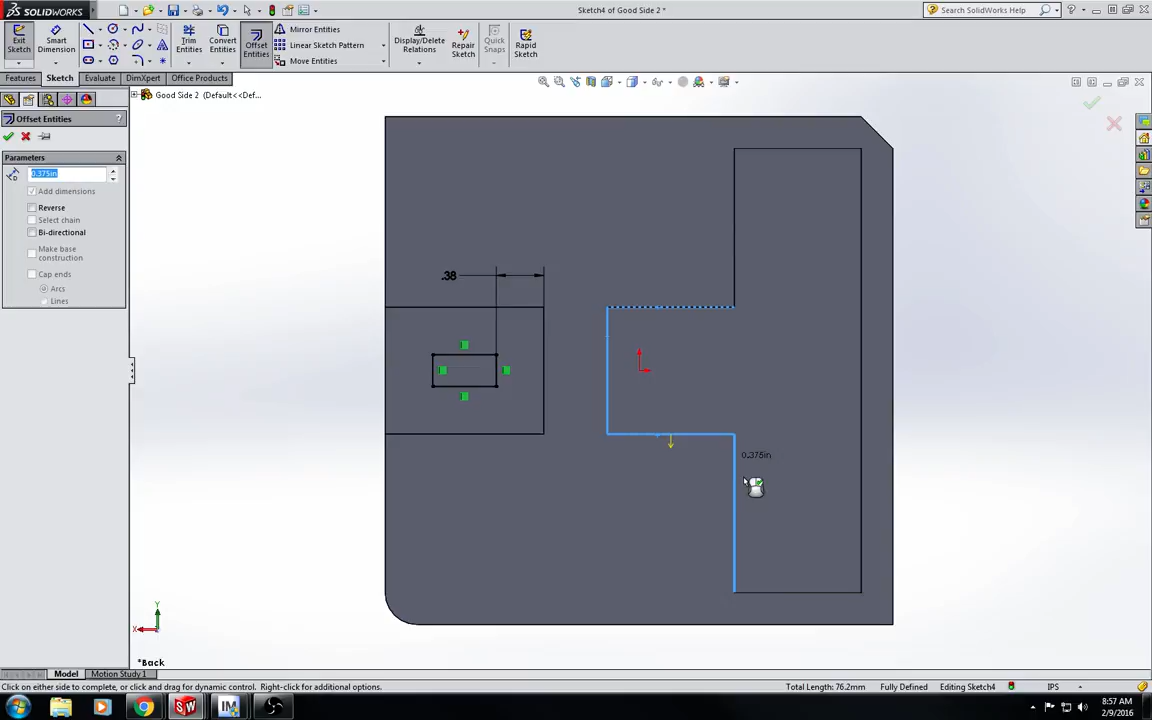 SOLIDWORKS
Sketch4 of Good Side 2 *
Search SolidWorks Help
Exit Sketch
Smart Dimension
Trim Entities
Convert Entities
Offset Entities
Mirror Entities
Linear Sketch Pattern
Move Entities
Display/Delete Relations
Repair Sketch
Quick Snaps
Rapid Sketch
Features
Sketch
Evaluate
DimXpert
Office Products
Good Side 2 (Default<<Def...
Offset Entities
?
Parameters
0.375in
Add dimensions
Reverse
Select chain
Bi-directional
Make base construction
Cap ends
Arcs
Lines
.38
0.375in
Y
X
*Back
Model
Motion Study 1
Click on either side to complete, or click and drag for dynamic control. Right-click for additional options.
Total Length: 76.2mm
Fully Defined
Editing Sketch4
IPS
SW
IM
8:57 AM
2/9/2016